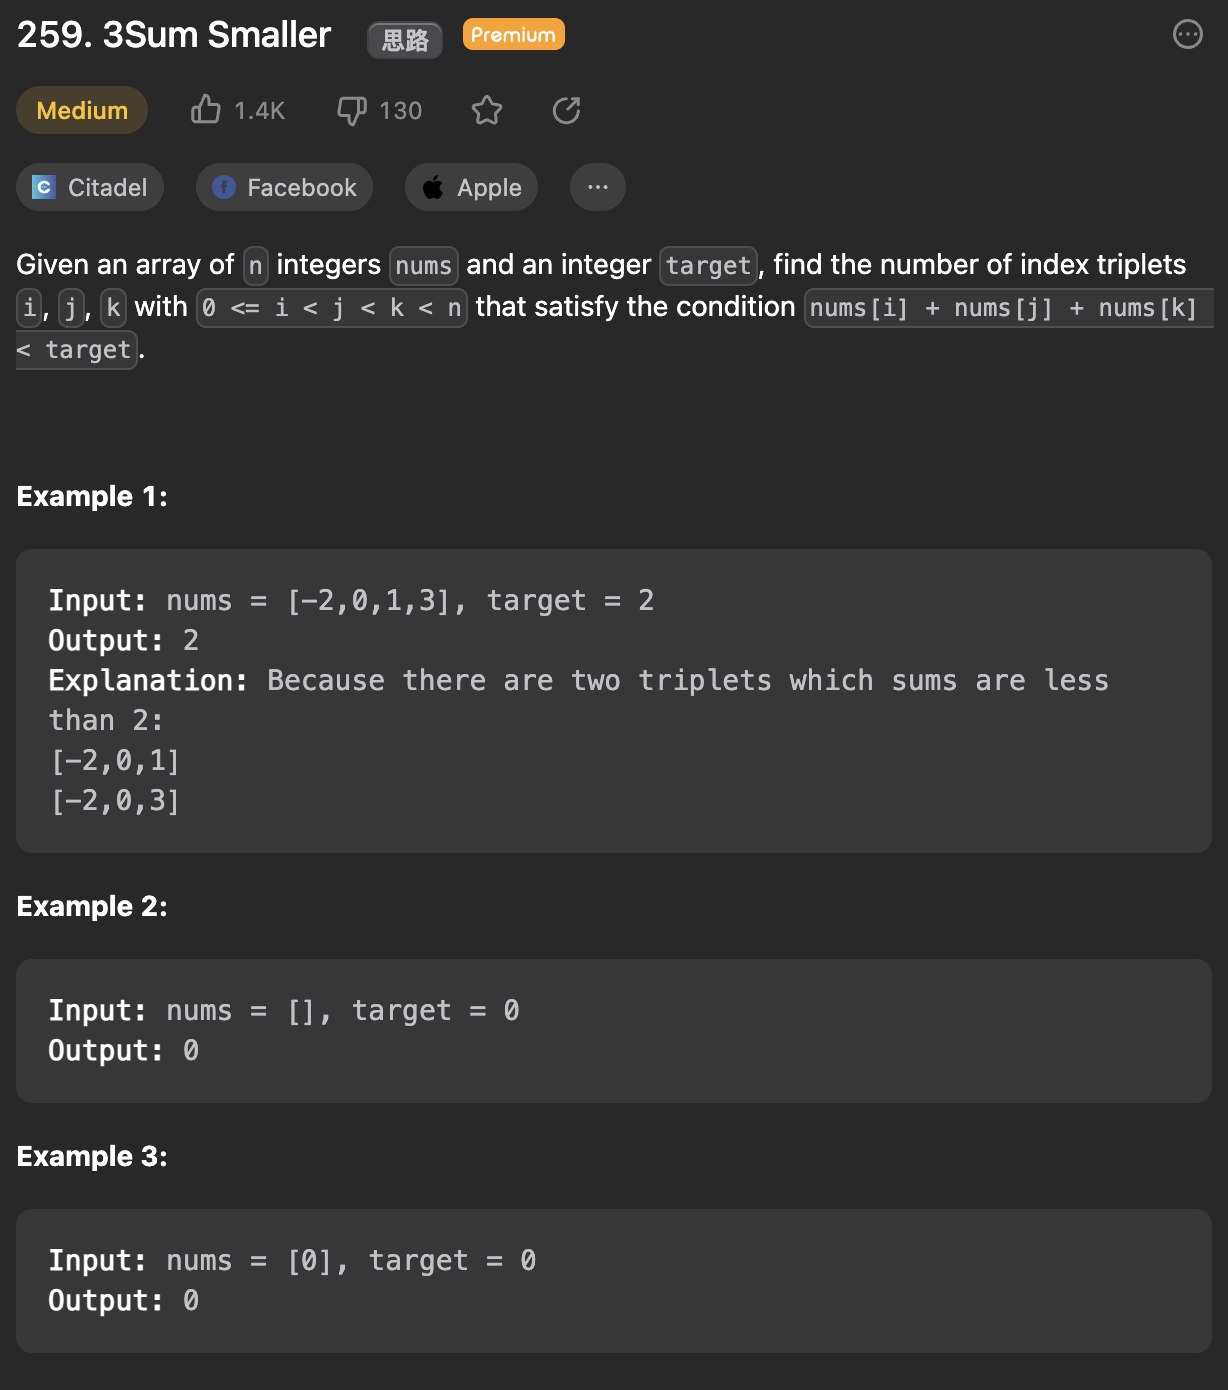 259. 3Sum Smaller 思路 Premium
Medium 1.4K 130
Citadel Facebook Apple ...
Given an array of n integers nums and an integer target, find the number of index triplets
i, j, k with 0 <= i < j < k < n that satisfy the condition nums[i] + nums[j] + nums[k]
< target.
Example 1:
Input: nums = [-2,0,1,3], target = 2
Output: 2
Explanation: Because there are two triplets which sums are less
than 2:
[-2,0,1]
[-2,0,3]
Example 2:
Input: nums = [], target = 0
Output: 0
Example 3:
Input: nums = [0], target = 0
Output: 0